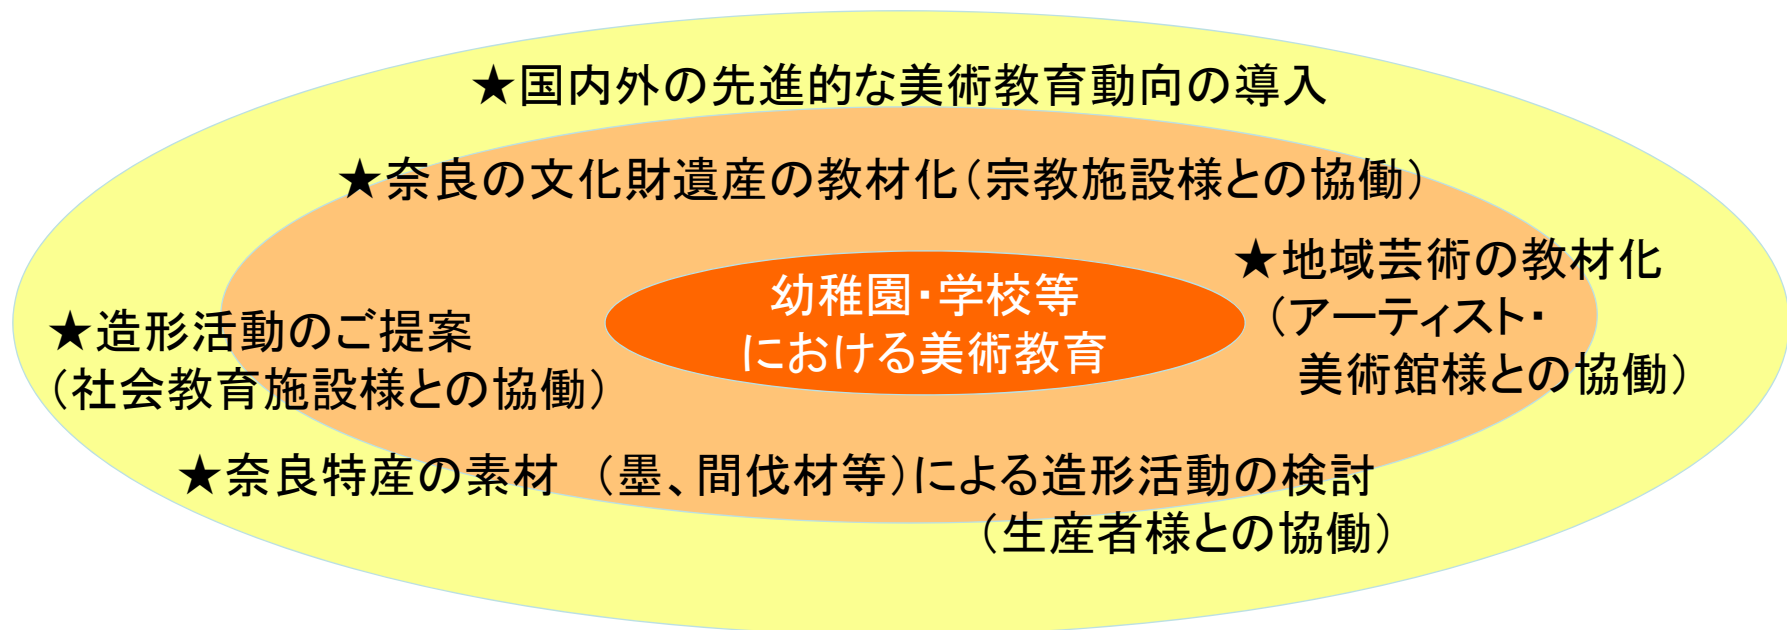 ★国内外の先進的な美術教育動向の導入
★奈良の文化財遺産の教材化(宗教施設様との協働)
★地域芸術の教材化
(アーティスト・
美術館様との協働)
幼稚園・学校等
における美術教育
★造形活動のご提案
(社会教育施設様との協働)
★奈良特産の素材 (墨、間伐材等)による造形活動の検討
(生産者様との協働)